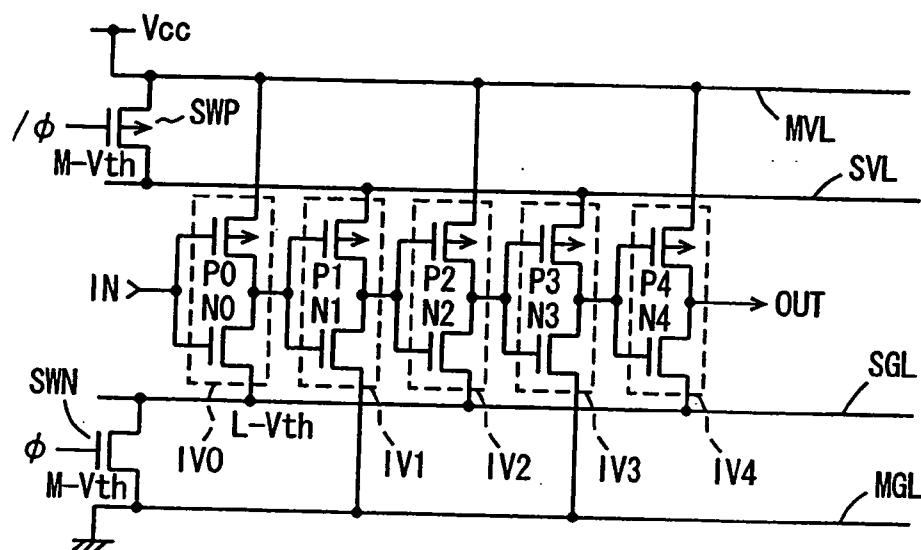 Vcc
/φ
SWP
M-Vth
MVL
SVL
IN
P0
N0
P1
N1
P2
N2
P3
N3
P4
N4
OUT
SWN
φ
M-Vth
L-Vth
IV0
IV1
IV2
IV3
IV4
SGL
MGL